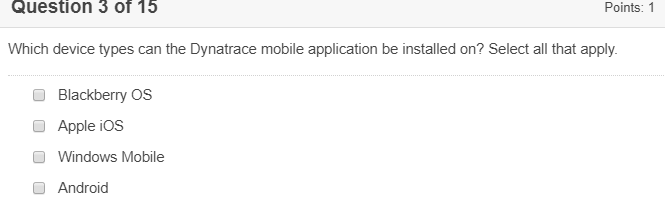 Question 3 of 15
Points: 1
Which device types can the Dynatrace mobile application be installed on? Select all that apply.
Blackberry OS
Apple iOS
Windows Mobile
Android